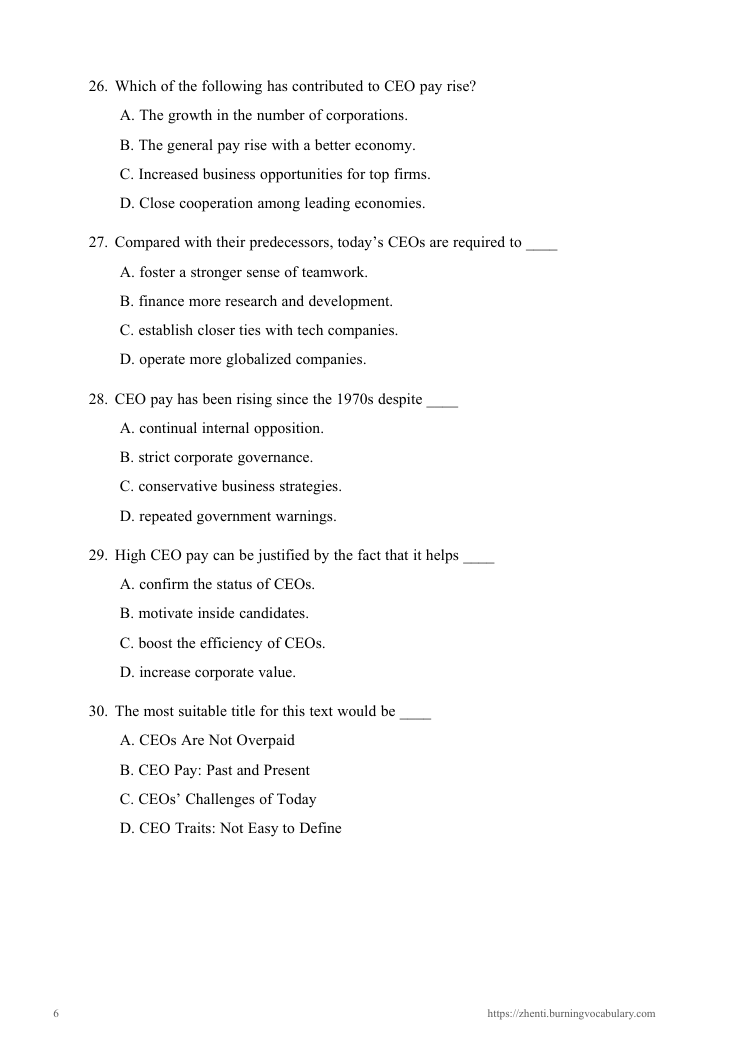 26. Which of the following has contributed to CEO pay rise?
A. The growth in the number of corporations.
B. The general pay rise with a better economy.
C. Increased business opportunities for top firms.
D. Close cooperation among leading economies.
27. Compared with their predecessors, today’s CEOs are required to ____
A. foster a stronger sense of teamwork.
B. finance more research and development.
C. establish closer ties with tech companies.
D. operate more globalized companies.
28. CEO pay has been rising since the 1970s despite ____
A. continual internal opposition.
B. strict corporate governance.
C. conservative business strategies.
D. repeated government warnings.
29. High CEO pay can be justified by the fact that it helps ____
A. confirm the status of CEOs.
B. motivate inside candidates.
C. boost the efficiency of CEOs.
D. increase corporate value.
30. The most suitable title for this text would be ____
A. CEOs Are Not Overpaid
B. CEO Pay: Past and Present
C. CEOs’ Challenges of Today
D. CEO Traits: Not Easy to Define
6 https://zhenti.burningvocabulary.com